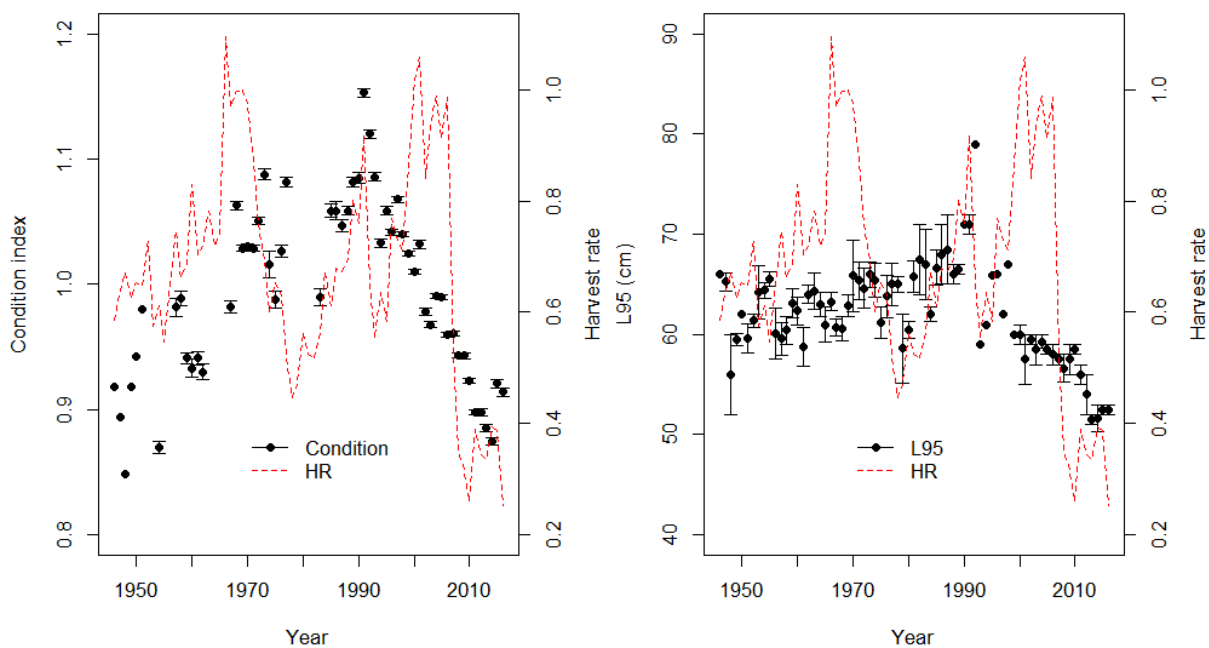 Condition index
1.2
1.1
1.0
0.9
0.8
1.0
0.8
0.6
0.4
0.2
Harvest rate
Condition
HR
1950 1970 1990 2010
Year
L95 (cm)
90
80
70
60
50
40
1.0
0.8
0.6
0.4
0.2
Harvest rate
L95
HR
1950 1970 1990 2010
Year